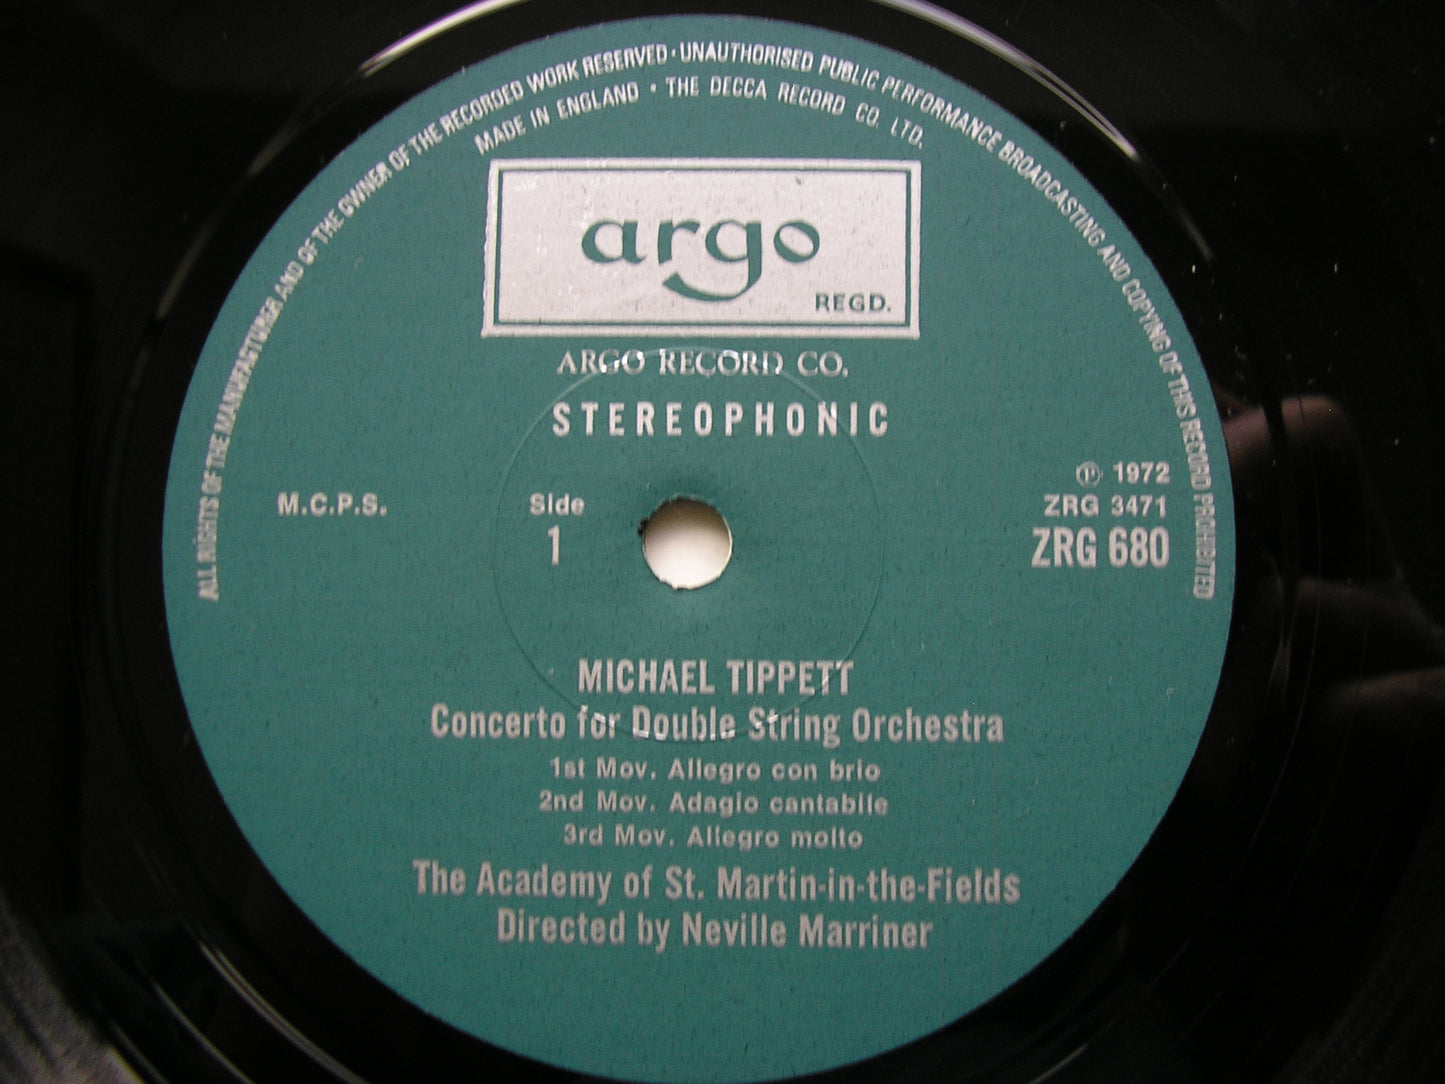 ALL RIGHTS OF THE MANUFACTURER AND OF THE OWNER OF THE RECORDED WORK RESERVED · UNAUTHORISED PUBLIC PERFORMANCE BROADCASTING AND COPYING OF THIS RECORD PROHIBITED
MADE IN ENGLAND · THE DECCA RECORD CO. LTD.
argo
REGD.
ARGO RECORD CO.
STEREOPHONIC
℗ 1972
M.C.P.S.
Side
ZRG 3471
1
ZRG 680
MICHAEL TIPPETT
Concerto for Double String Orchestra
1st Mov. Allegro con brio
2nd Mov. Adagio cantabile
3rd Mov. Allegro molto
The Academy of St. Martin-in-the-Fields
Directed by Neville Marriner